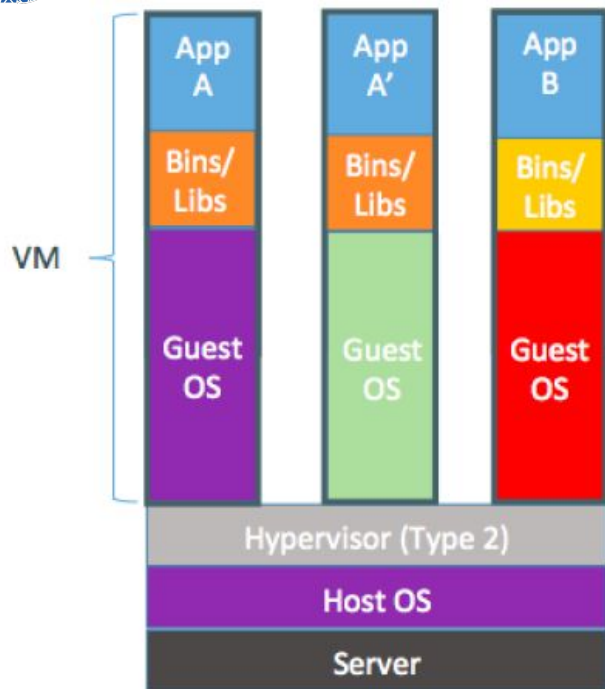 App
A
App
A’
App
B
Bins/
Libs
Bins/
Libs
Bins/
Libs
VM
Guest
OS
Guest
OS
Guest
OS
Hypervisor (Type 2)
Host OS
Server